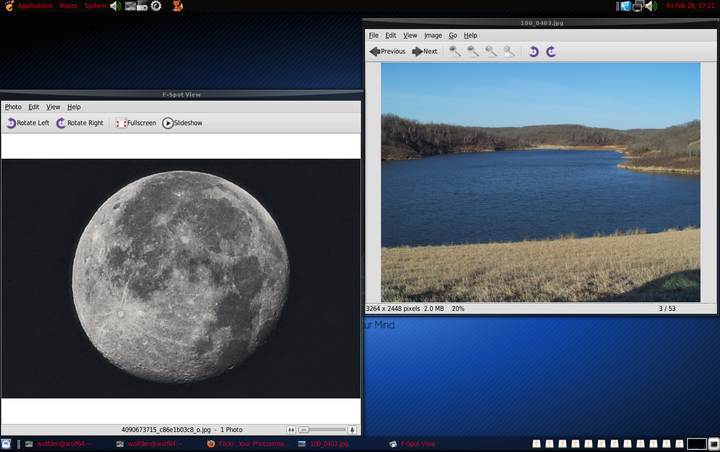 Applications Places System
Fri Feb 26, 07:21
100_0403.jpg
File Edit View Image Go Help
Previous Next
3264 x 2448 pixels 2.0 MB 20%
3 / 53
F-Spot View
Photo Edit View Help
Rotate Left Rotate Right Fullscreen Slideshow
4090673715_c86e1b03c8_o.jpg - 1 Photo
ur Mind
wolfden@wolf64:~ wolfden@wolf64:~ Flickr: Your Photostrea... 100_0403.jpg F-Spot View